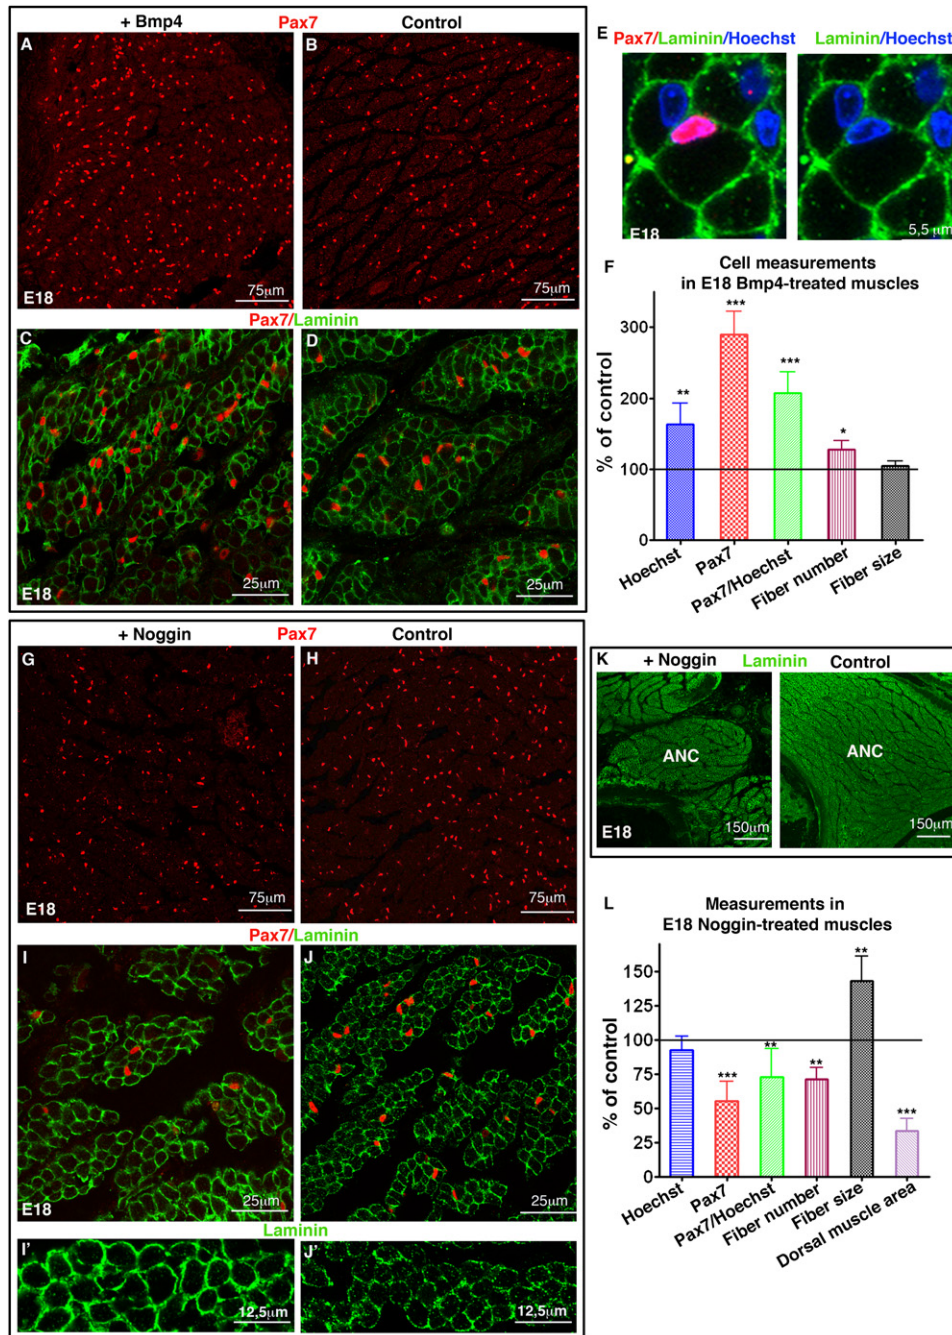 + Bmp4 Pax7 Control
A
B
E18
75μm
75μm
Pax7/Laminin
C
D
E18
25μm
25μm
E
Pax7/Laminin/Hoechst Laminin/Hoechst
E18
5,5 μm
F
Cell measurements
in E18 Bmp4-treated muscles
% of control
300
200
100
0
**
***
***
*
Hoechst
Pax7
Pax7/Hoechst
Fiber number
Fiber size
+ Noggin Pax7 Control
G
H
E18
75μm
75μm
Pax7/Laminin
I
J
E18
25μm
25μm
Laminin
I'
J'
12,5μm
12,5μm
K
+ Noggin Laminin Control
ANC
ANC
E18
150μm
150μm
L
Measurements in
E18 Noggin-treated muscles
% of control
150
100
75
50
25
0
***
**
**
**
***
Hoechst
Pax7
Pax7/Hoechst
Fiber number
Fiber size
Dorsal muscle area